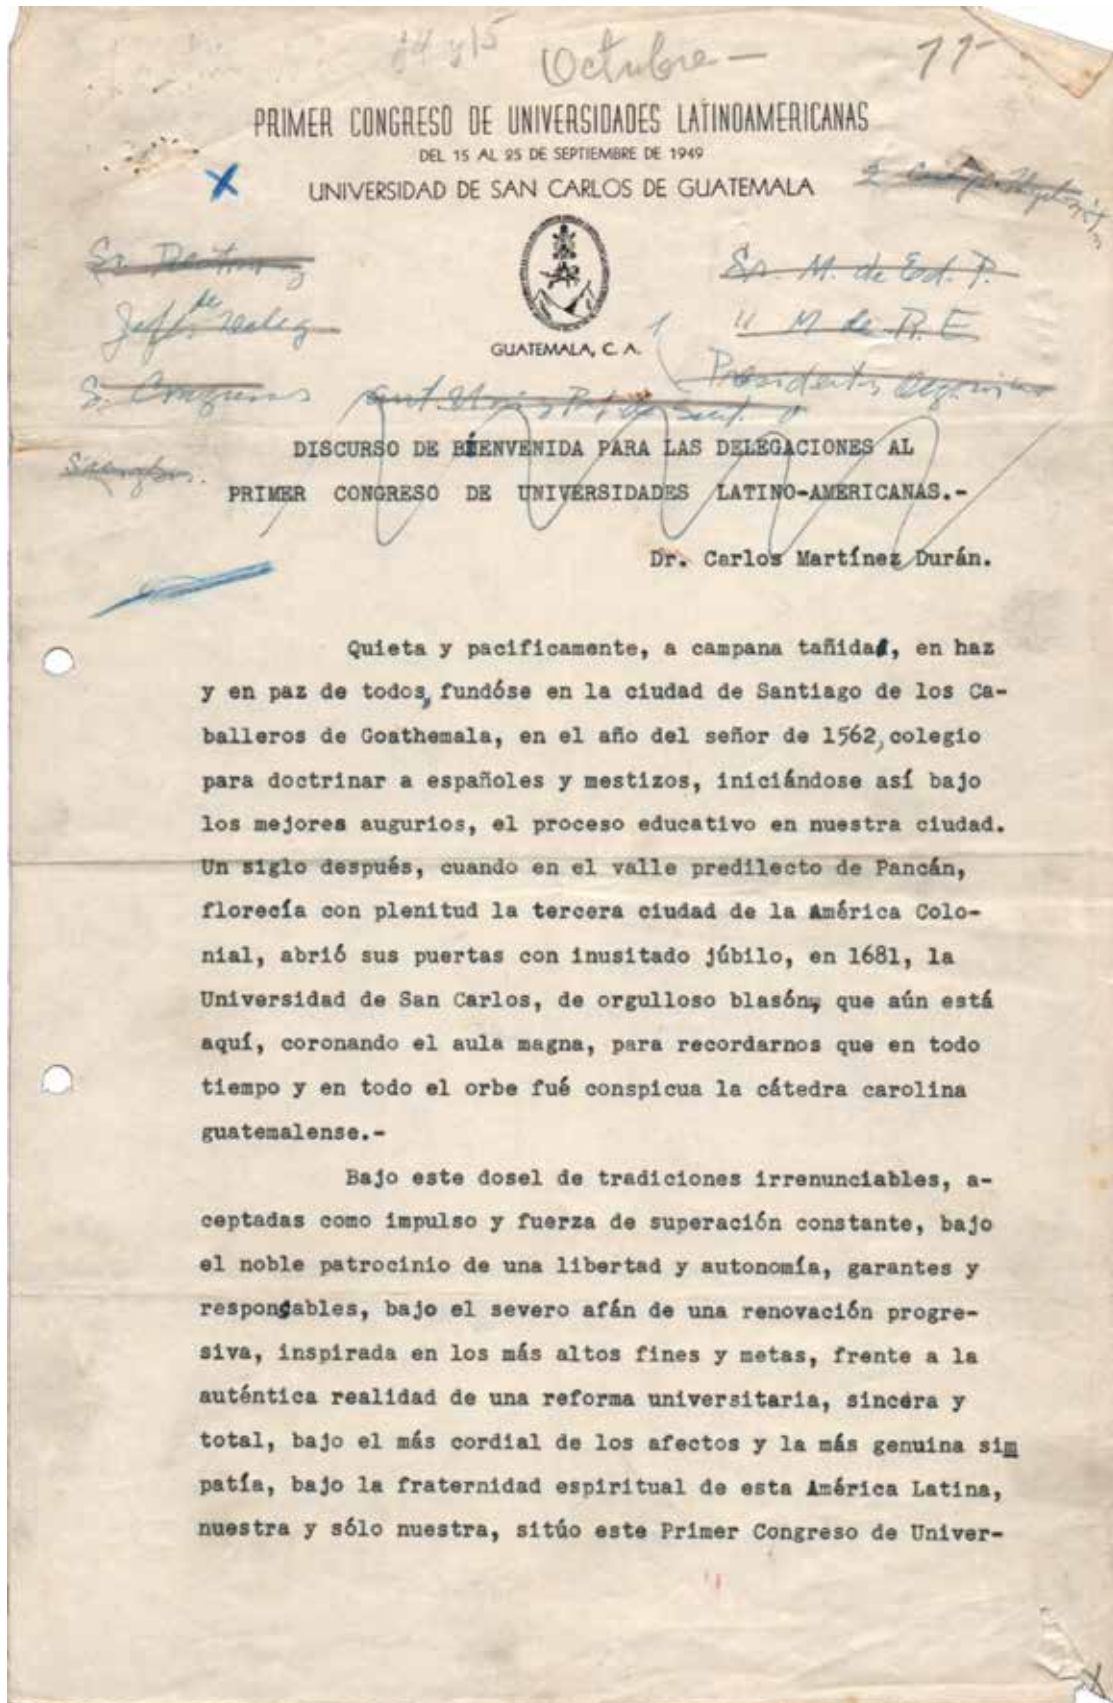 14 y 15
Octubre-
11-
PRIMER CONGRESO DE UNIVERSIDADES LATINOAMERICANAS
DEL 15 AL 25 DE SEPTIEMBRE DE 1949
UNIVERSIDAD DE SAN CARLOS DE GUATEMALA
Sr. M. de Ed. P.
" M de R. E
GUATEMALA, C. A.
DISCURSO DE BIENVENIDA PARA LAS DELEGACIONES AL
PRIMER CONGRESO DE UNIVERSIDADES LATINO-AMERICANAS.-
Dr. Carlos Martínez Durán.
Quieta y pacificamente, a campana tañida, en haz
y en paz de todos, fundóse en la ciudad de Santiago de los Ca-
balleros de Goathemala, en el año del señor de 1562, colegio
para doctrinar a españoles y mestizos, iniciándose así bajo
los mejores augurios, el proceso educativo en nuestra ciudad.
Un siglo después, cuando en el valle predilecto de Pancán,
florecía con plenitud la tercera ciudad de la América Colo-
nial, abrió sus puertas con inusitado júbilo, en 1681, la
Universidad de San Carlos, de orgulloso blasón, que aún está
aquí, coronando el aula magna, para recordarnos que en todo
tiempo y en todo el orbe fué conspicua la cátedra carolina
guatemalense.-
Bajo este dosel de tradiciones irrenunciables, a-
ceptadas como impulso y fuerza de superación constante, bajo
el noble patrocinio de una libertad y autonomía, garantes y
responsables, bajo el severo afán de una renovación progre-
siva, inspirada en los más altos fines y metas, frente a la
auténtica realidad de una reforma universitaria, sincera y
total, bajo el más cordial de los afectos y la más genuina sim
patía, bajo la fraternidad espiritual de esta América Latina,
nuestra y sólo nuestra, sitúo este Primer Congreso de Univer-